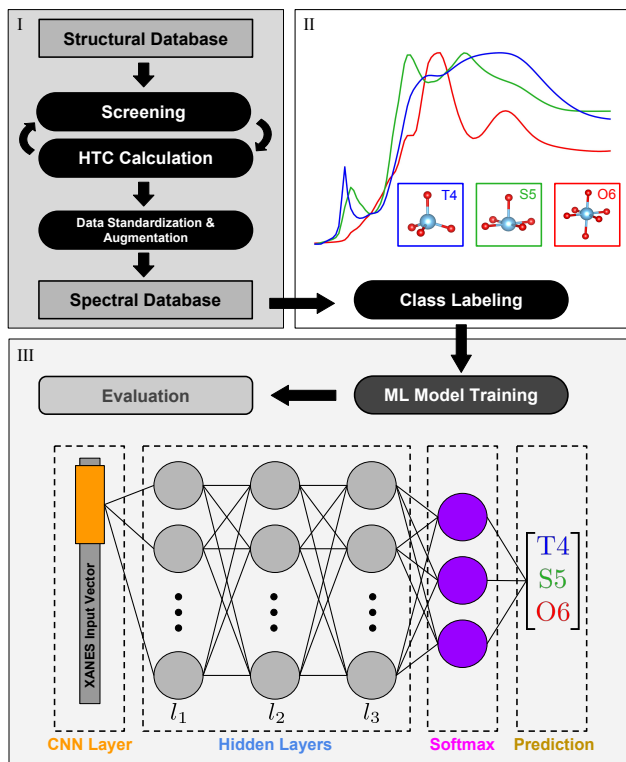 I
Structural Database
Screening
HTC Calculation
Data Standardization &
Augmentation
Spectral Database
II
T4
S5
O6
Class Labeling
III
Evaluation
ML Model Training
XANES Input Vector
T4
S5
O6
l1
l2
l3
CNN Layer
Hidden Layers
Softmax
Prediction